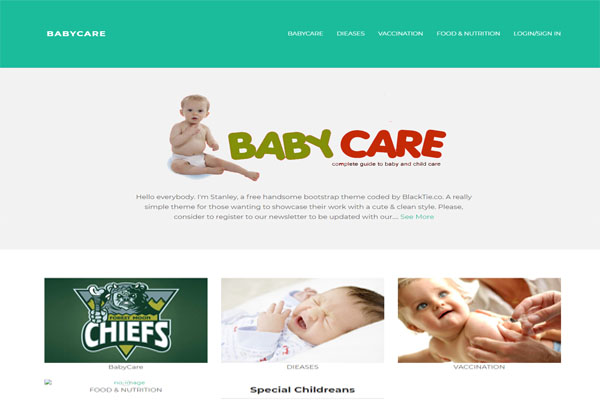 BABYCARE BABYCARE DIEASES VACCINATION FOOD & NUTRITION LOGIN/SIGN IN
BABY CARE
complete guide to baby and child care
Hello everybody. I'm Stanley, a free handsome bootstrap theme coded by BlackTie.co. A really
simple theme for those wanting to showcase their work with a cute & clean style. Please,
consider to register to our newsletter to be updated with our.... See More
FOREST MOOR
CHIEFS
BabyCare DIEASES VACCINATION
FOOD & NUTRITION
Special Childreans